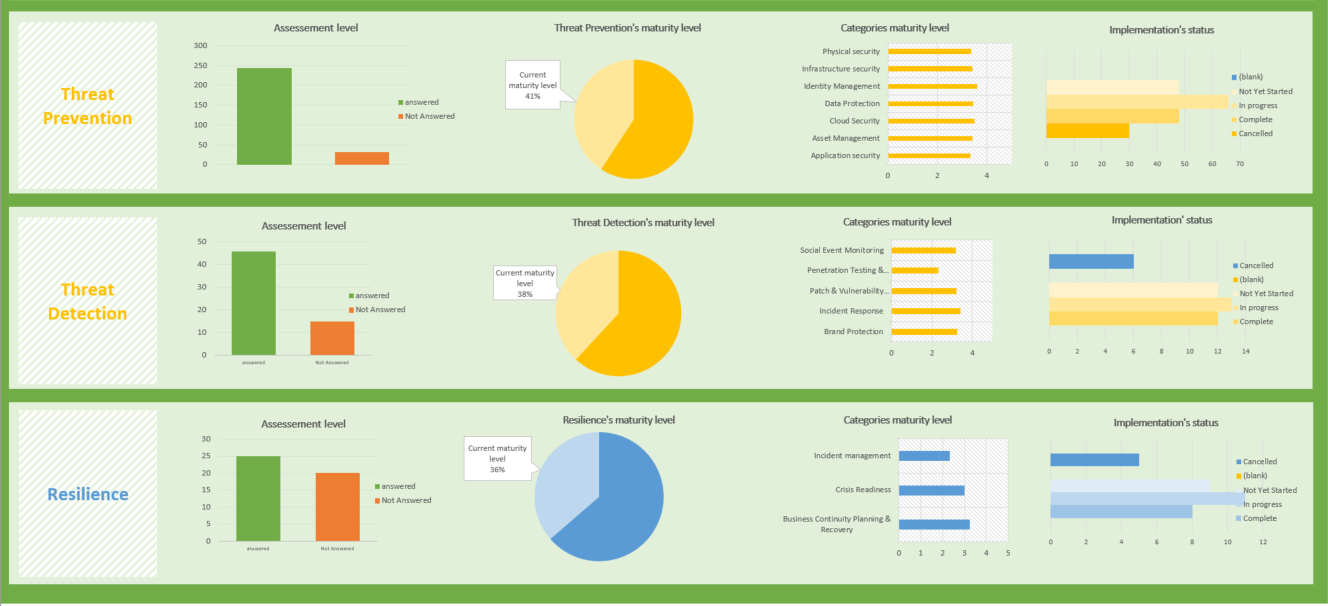 Threat
Prevention
Assessement level
300
250
200
150
100
50
0
answered
Not Answered
Threat Prevention's maturity level
Current
maturity level
41%
Categories maturity level
Physical security
Infrastructure security
Identity Management
Data Protection
Cloud Security
Asset Management
Application security
0 2 4
Implementation's status
(blank)
Not Yet Started
In progress
Complete
Cancelled
0 10 20 30 40 50 60 70
Threat
Detection
Assessement level
50
40
30
20
10
0
answered Not Answered
answered
Not Answered
Threat Detection's maturity level
Current maturity
level
38%
Categories maturity level
Social Event Monitoring
Penetration Testing &...
Patch & Vulnerability...
Incident Response
Brand Protection
0 2 4
Implementation' status
Cancelled
(blank)
Not Yet Started
In progress
Complete
0 2 4 6 8 10 12 14
Resilience
Assessement level
30
25
20
15
10
5
0
answered Not Answered
answered
Not Answered
Resilience's maturity level
Current maturity
level
36%
Categories maturity level
Incident management
Crisis Readiness
Business Continuity Planning &
Recovery
0 1 2 3 4 5
Implementation's status
Cancelled
(blank)
Not Yet Started
In progress
Complete
0 2 4 6 8 10 12